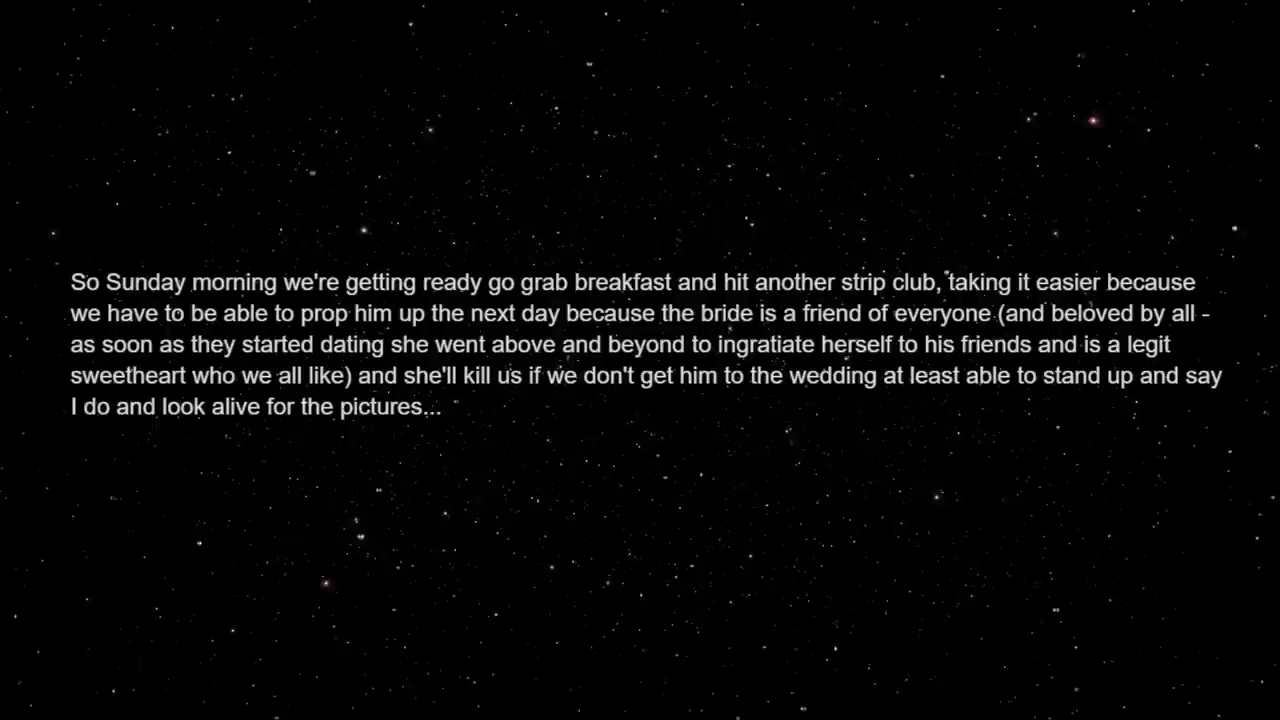 So Sunday morning we're getting ready go grab breakfast and hit another strip club, taking it easier because
we have to be able to prop him up the next day because the bride is a friend of everyone (and beloved by all -
as soon as they started dating she went above and beyond to ingratiate herself to his friends and is a legit
sweetheart who we all like) and she'll kill us if we don't get him to the wedding at least able to stand up and say
I do and look alive for the pictures...